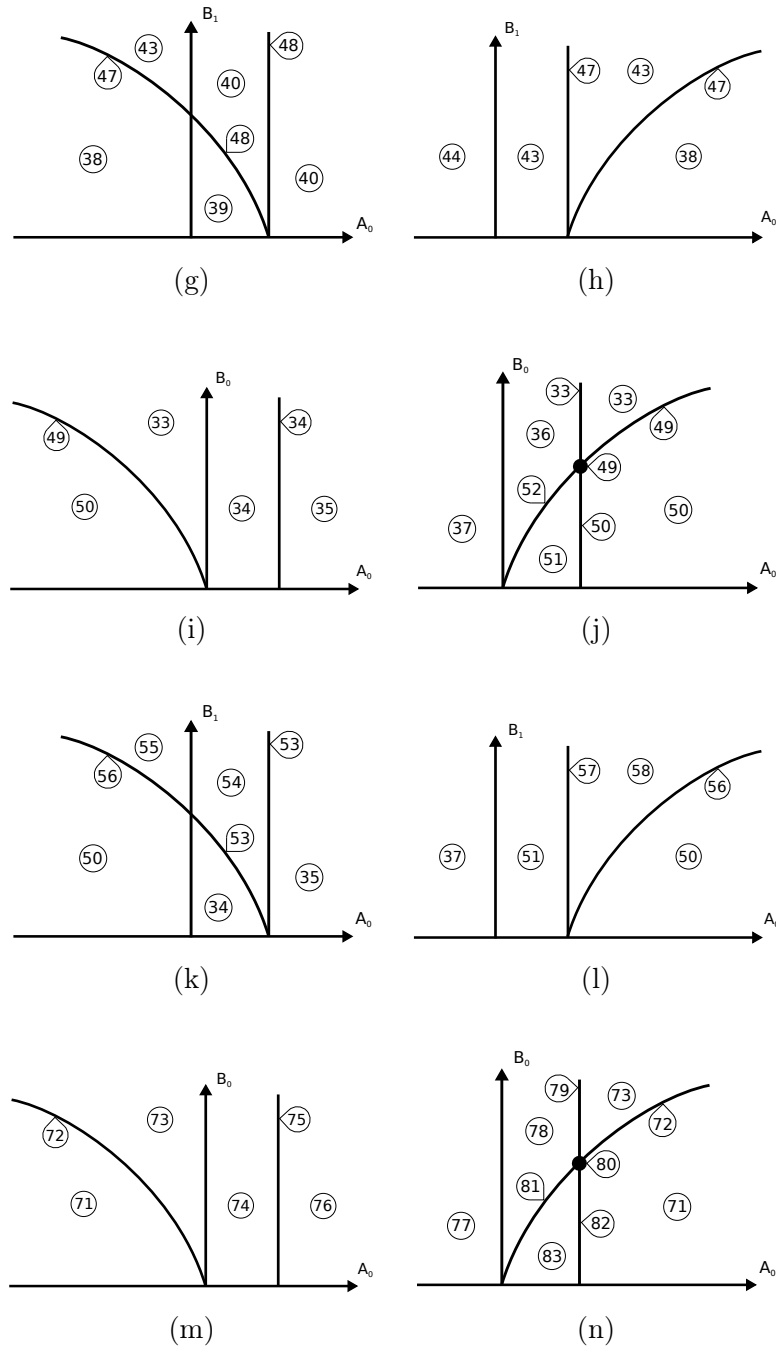 B₁ B₁
43 48 47 43 47
47 40
48
38 40 44 43 38
39
A₀ A₀
(g) (h)
B₀ B₀
33 34 33 33
49 36 49
49
50 34 35 52 50
37 50
51
A₀ A₀
(i) (j)
B₁ B₁
55 53 57 58 56
56 54
53
50 35 37 51 50
34
A₀ A₀
(k) (l)
B₀ B₀
73 75 79 73
72 78 72
80
71 74 76 81 71
77 82
83
A₀ A₀
(m) (n)